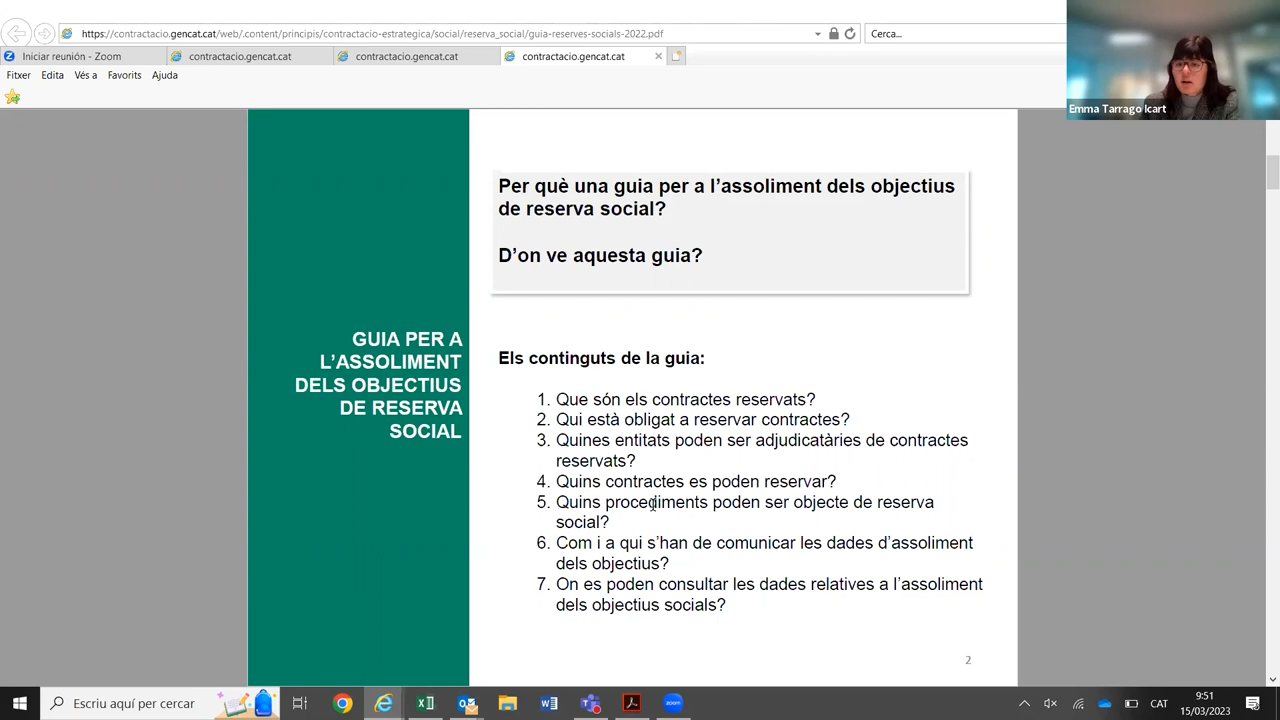 https://contractacio.gencat.cat/web/.content/principis/contractacio-estrategica/social/reserva_social/guia-reserves-socials-2022.pdf
Cerca...
Iniciar reunión - Zoom
contractacio.gencat.cat
contractacio.gencat.cat
contractacio.gencat.cat
Fitxer Edita Vés a Favorits Ajuda
Emma Tarrago Icart
Per què una guia per a l’assoliment dels objectius
de reserva social?
D’on ve aquesta guia?
GUIA PER A
L’ASSOLIMENT
DELS OBJECTIUS
DE RESERVA
SOCIAL
Els continguts de la guia:
1. Que són els contractes reservats?
2. Qui està obligat a reservar contractes?
3. Quines entitats poden ser adjudicatàries de contractes
reservats?
4. Quins contractes es poden reservar?
5. Quins procediments poden ser objecte de reserva
social?
6. Com i a qui s’han de comunicar les dades d’assoliment
dels objectius?
7. On es poden consultar les dades relatives a l’assoliment
dels objectius socials?
2
Escriu aquí per cercar
zoom
CAT
9:51
15/03/2023